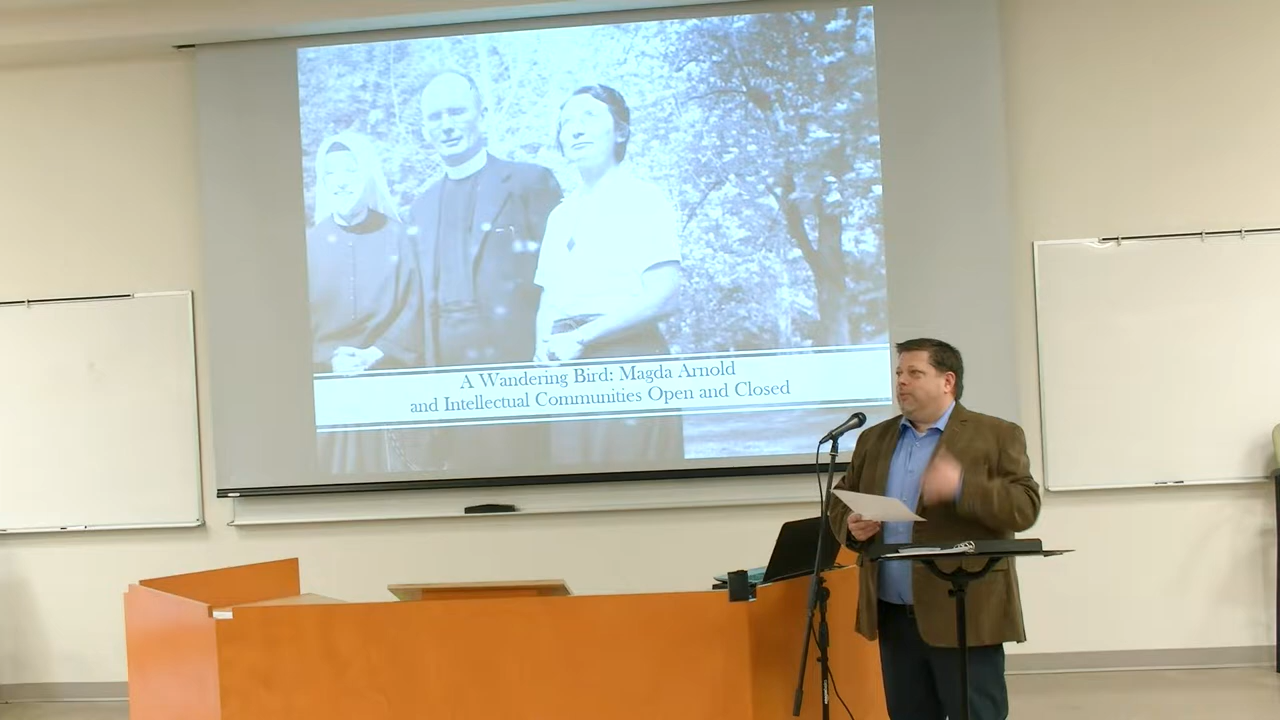 A Wandering Bird: Magda Arnold
and Intellectual Communities Open and Closed